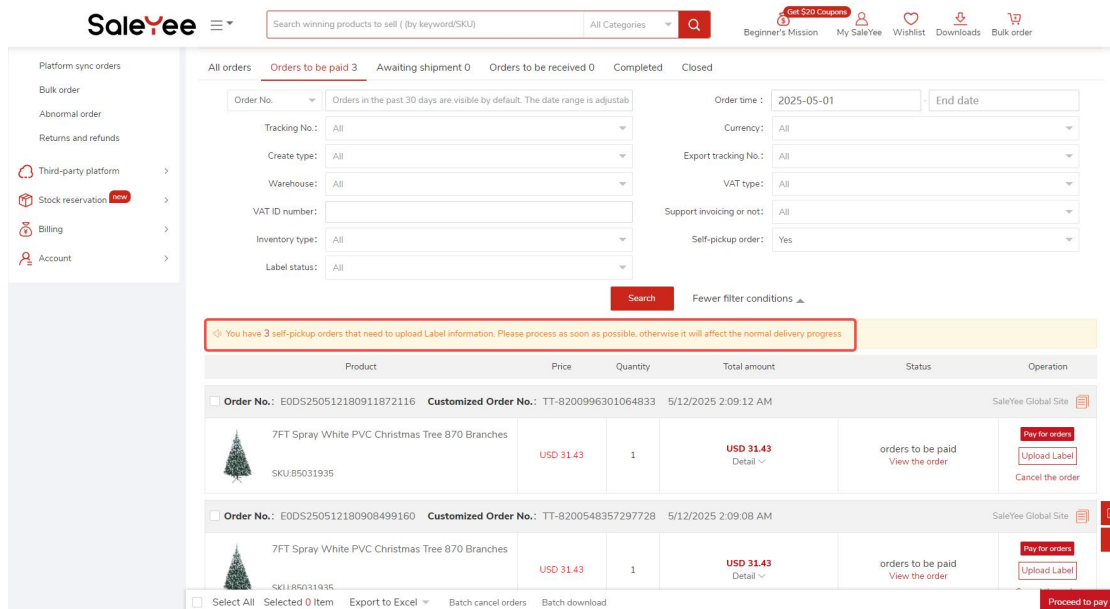 SaleYee
Search winning products to sell ( (by keyword/SKU)
All Categories
Get $20 Coupons
Beginner's Mission
My SaleYee
Wishlist
Downloads
Bulk order
Platform sync orders
Bulk order
Abnormal order
Returns and refunds
Third-party platform
Stock reservation new
Billing
Account
All orders Orders to be paid 3 Awaiting shipment 0 Orders to be received 0 Completed Closed
Order No. Orders in the past 30 days are visible by default. The date range is adjustab Order time : 2025-05-01 - End date
Tracking No.: All Currency: All
Create type: All Export tracking No.: All
Warehouse: All VAT type: All
VAT ID number: Support invoicing or not: All
Inventory type: All Self-pickup order: Yes
Label status: All
Search Fewer filter conditions
You have 3 self-pickup orders that need to upload Label information. Please process as soon as possible, otherwise it will affect the normal delivery progress
Product Price Quantity Total amount Status Operation
Order No.: E0DS250512180911872116 Customized Order No.: TT-8200996301064833 5/12/2025 2:09:12 AM SaleYee Global Site
7FT Spray White PVC Christmas Tree 870 Branches
SKU:85031935
USD 31.43
1
USD 31.43
Detail
orders to be paid
View the order
Pay for orders
Upload Label
Cancel the order
Order No.: E0DS250512180908499160 Customized Order No.: TT-8200548357297728 5/12/2025 2:09:08 AM SaleYee Global Site
7FT Spray White PVC Christmas Tree 870 Branches
SKU:85031935
USD 31.43
1
USD 31.43
Detail
orders to be paid
View the order
Pay for orders
Upload Label
Select All Selected 0 Item Export to Excel Batch cancel orders Batch download Proceed to pay